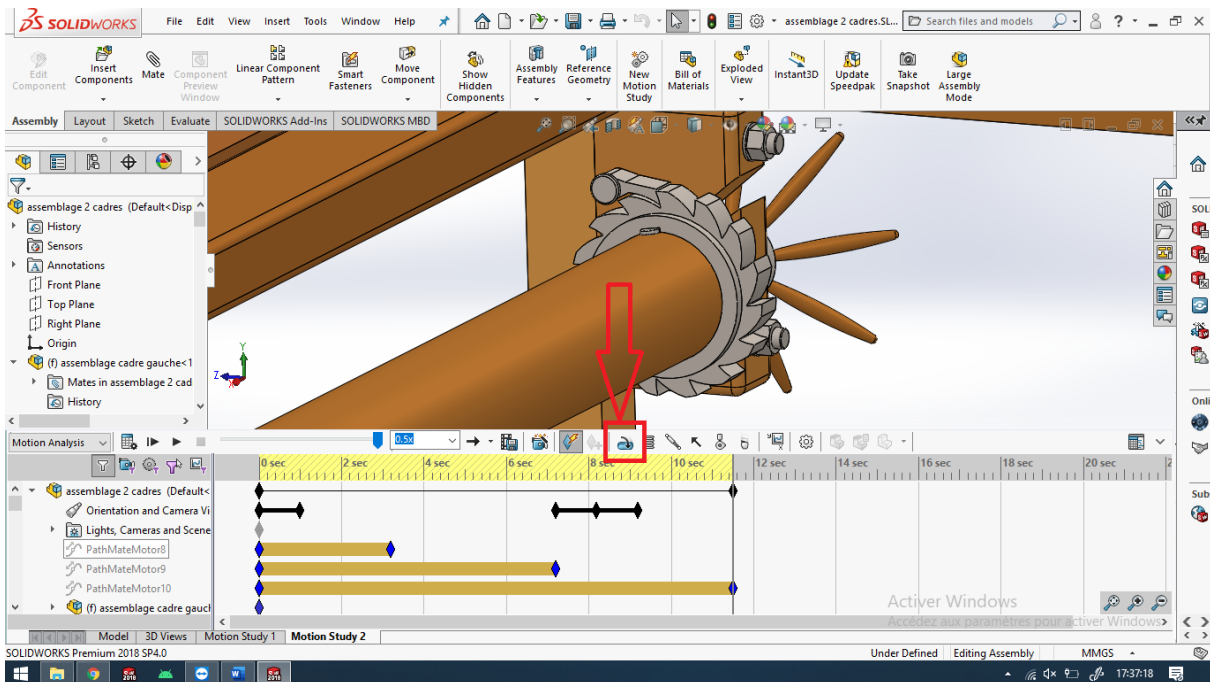 SOLIDWORKS File Edit View Insert Tools Window Help assemblage 2 cadres.SL... Search files and models ?
Edit Component
Insert Components
Mate
Component Preview Window
Linear Component Pattern
Smart Fasteners
Move Component
Show Hidden Components
Assembly Features
Reference Geometry
New Motion Study
Bill of Materials
Exploded View
Instant3D
Update Speedpak
Take Snapshot
Large Assembly Mode
Assembly Layout Sketch Evaluate SOLIDWORKS Add-Ins SOLIDWORKS MBD
assemblage 2 cadres (Default<Disp
History
Sensors
A Annotations
Front Plane
Top Plane
Right Plane
Origin
(f) assemblage cadre gauche<1
Mates in assemblage 2 cad
History
Y
Z
SOL
Onli
Sub
Motion Analysis 0.5x
0 sec 2 sec 4 sec 6 sec 8 sec 10 sec 12 sec 14 sec 16 sec 18 sec 20 sec 2
assemblage 2 cadres (Default<
Orientation and Camera Vi
Lights, Cameras and Scene
PathMateMotor8
PathMateMotor9
PathMateMotor10
(f) assemblage cadre gaucl
Activer Windows
Accédez aux paramètres pour activer Windows
Model 3D Views Motion Study 1 Motion Study 2
SOLIDWORKS Premium 2018 SP4.0 Under Defined Editing Assembly MMGS
17:37:18